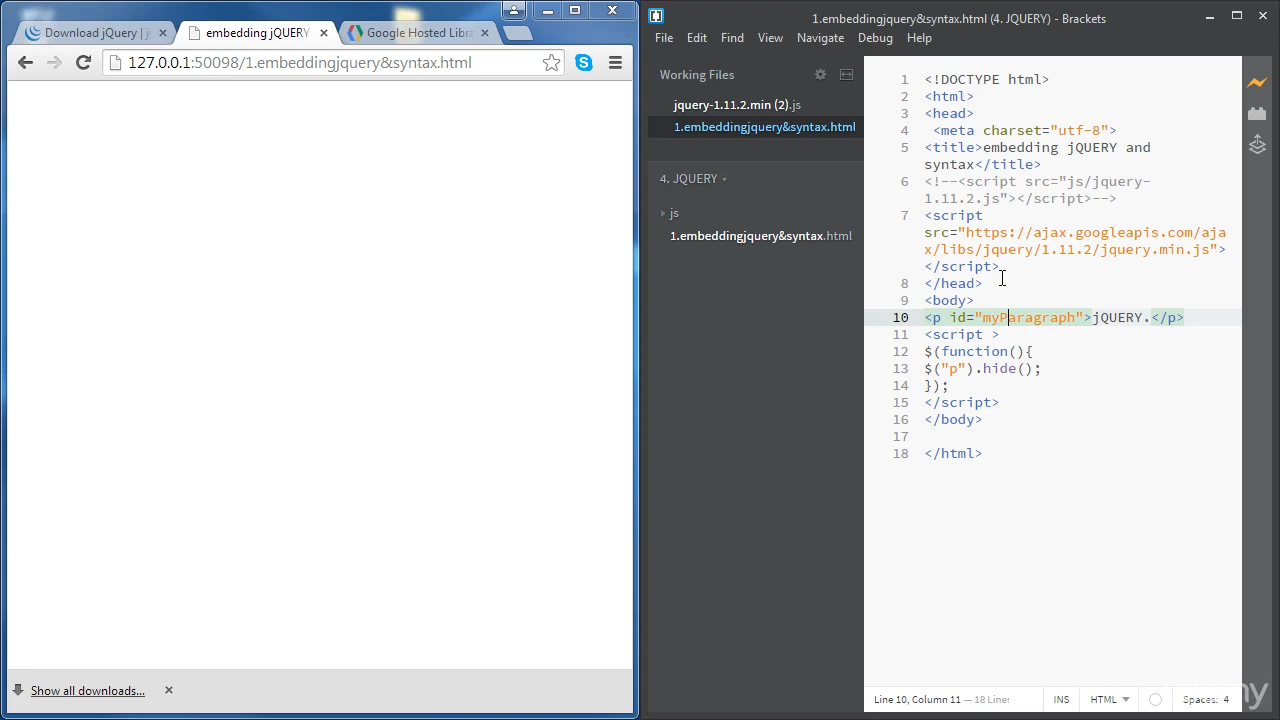 Download jQuery | j
embedding jQUERY
Google Hosted Libra
127.0.0.1:50098/1.embeddingjquery&syntax.html
Show all downloads...
1.embeddingjquery&syntax.html (4. JQUERY) - Brackets
File Edit Find View Navigate Debug Help
Working Files
jquery-1.11.2.min (2).js
1.embeddingjquery&syntax.html
4. JQUERY
js
1.embeddingjquery&syntax.html
1 <!DOCTYPE html>
2 <html>
3 <head>
4 <meta charset="utf-8">
5 <title>embedding jQUERY and
syntax</title>
6 <!--<script src="js/jquery-
1.11.2.js"></script>-->
7 <script
src="https://ajax.googleapis.com/aja
x/libs/jquery/1.11.2/jquery.min.js">
</script>
8 </head>
9 <body>
10 <p id="myParagraph">jQUERY.</p>
11 <script >
12 $(function(){
13 $("p").hide();
14 });
15 </script>
16 </body>
17
18 </html>
Line 10, Column 11 — 18 Lines
INS
HTML
Spaces: 4